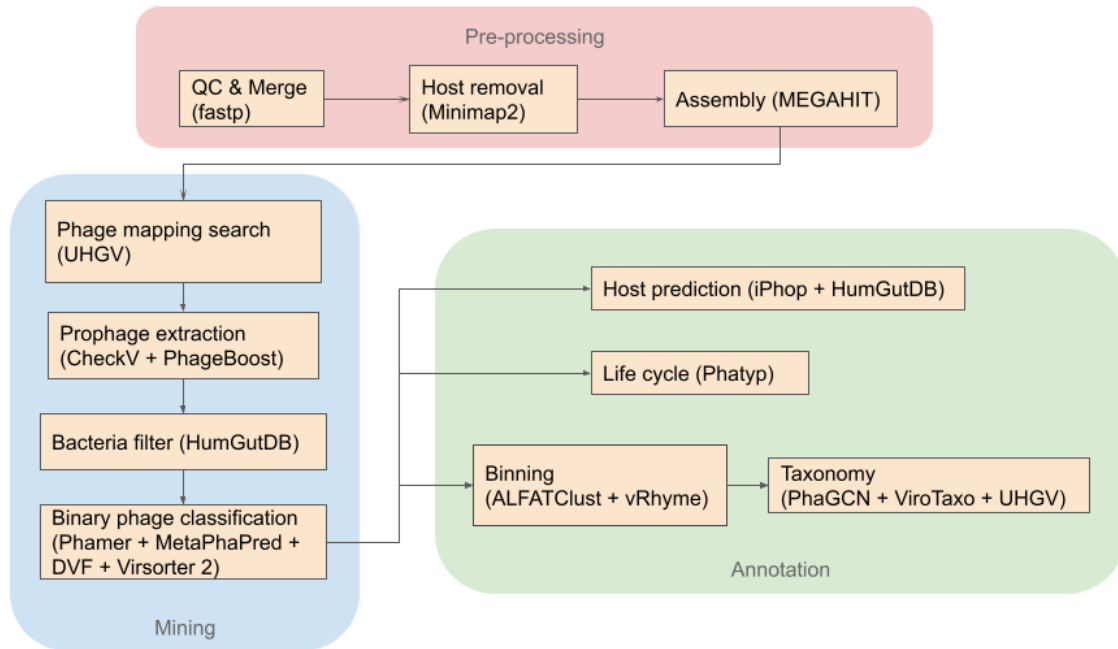 Pre-processing
QC & Merge
(fastp)
Host removal
(Minimap2)
Assembly (MEGAHIT)
Phage mapping search
(UHGV)
Prophage extraction
(CheckV + PhageBoost)
Bacteria filter (HumGutDB)
Binary phage classification
(Phamer + MetaPhaPred +
DVF + Virsorter 2)
Mining
Host prediction (iPhop + HumGutDB)
Life cycle (Phatyp)
Binning
(ALFATClust + vRhyme)
Taxonomy
(PhaGCN + ViroTaxo + UHGV)
Annotation